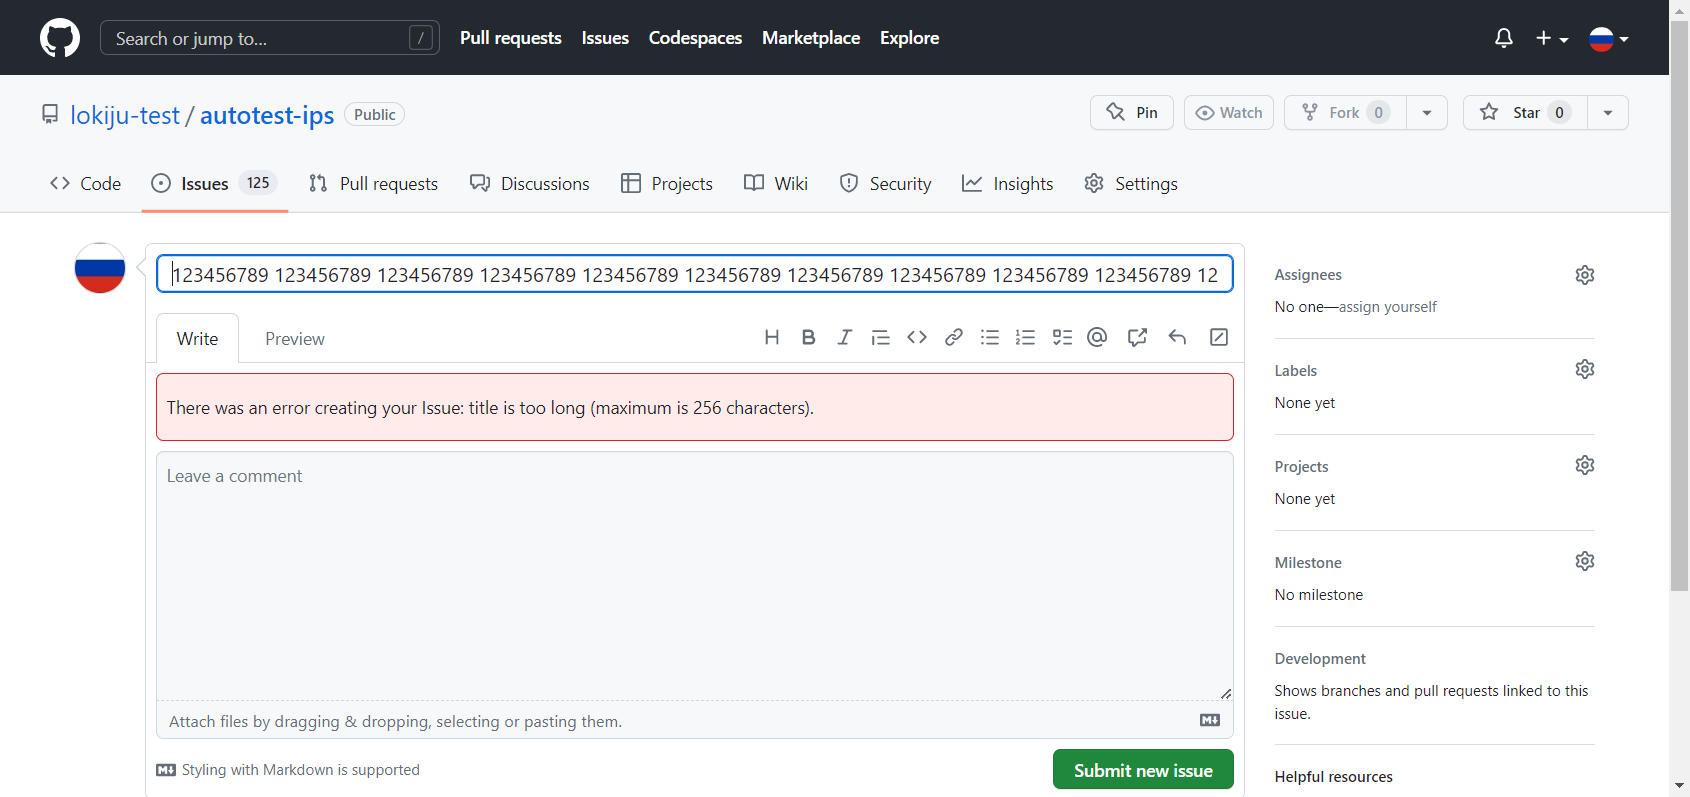 Search or jump to... /
Pull requests Issues Codespaces Marketplace Explore
lokiju-test / autotest-ips Public
Pin Watch Fork 0 Star 0
Code Issues 125 Pull requests Discussions Projects Wiki Security Insights Settings
123456789 123456789 123456789 123456789 123456789 123456789 123456789 123456789 123456789 123456789 12
Write Preview
There was an error creating your Issue: title is too long (maximum is 256 characters).
Leave a comment
Attach files by dragging & dropping, selecting or pasting them.
Styling with Markdown is supported
Submit new issue
Assignees
No one—assign yourself
Labels
None yet
Projects
None yet
Milestone
No milestone
Development
Shows branches and pull requests linked to this
issue.
Helpful resources